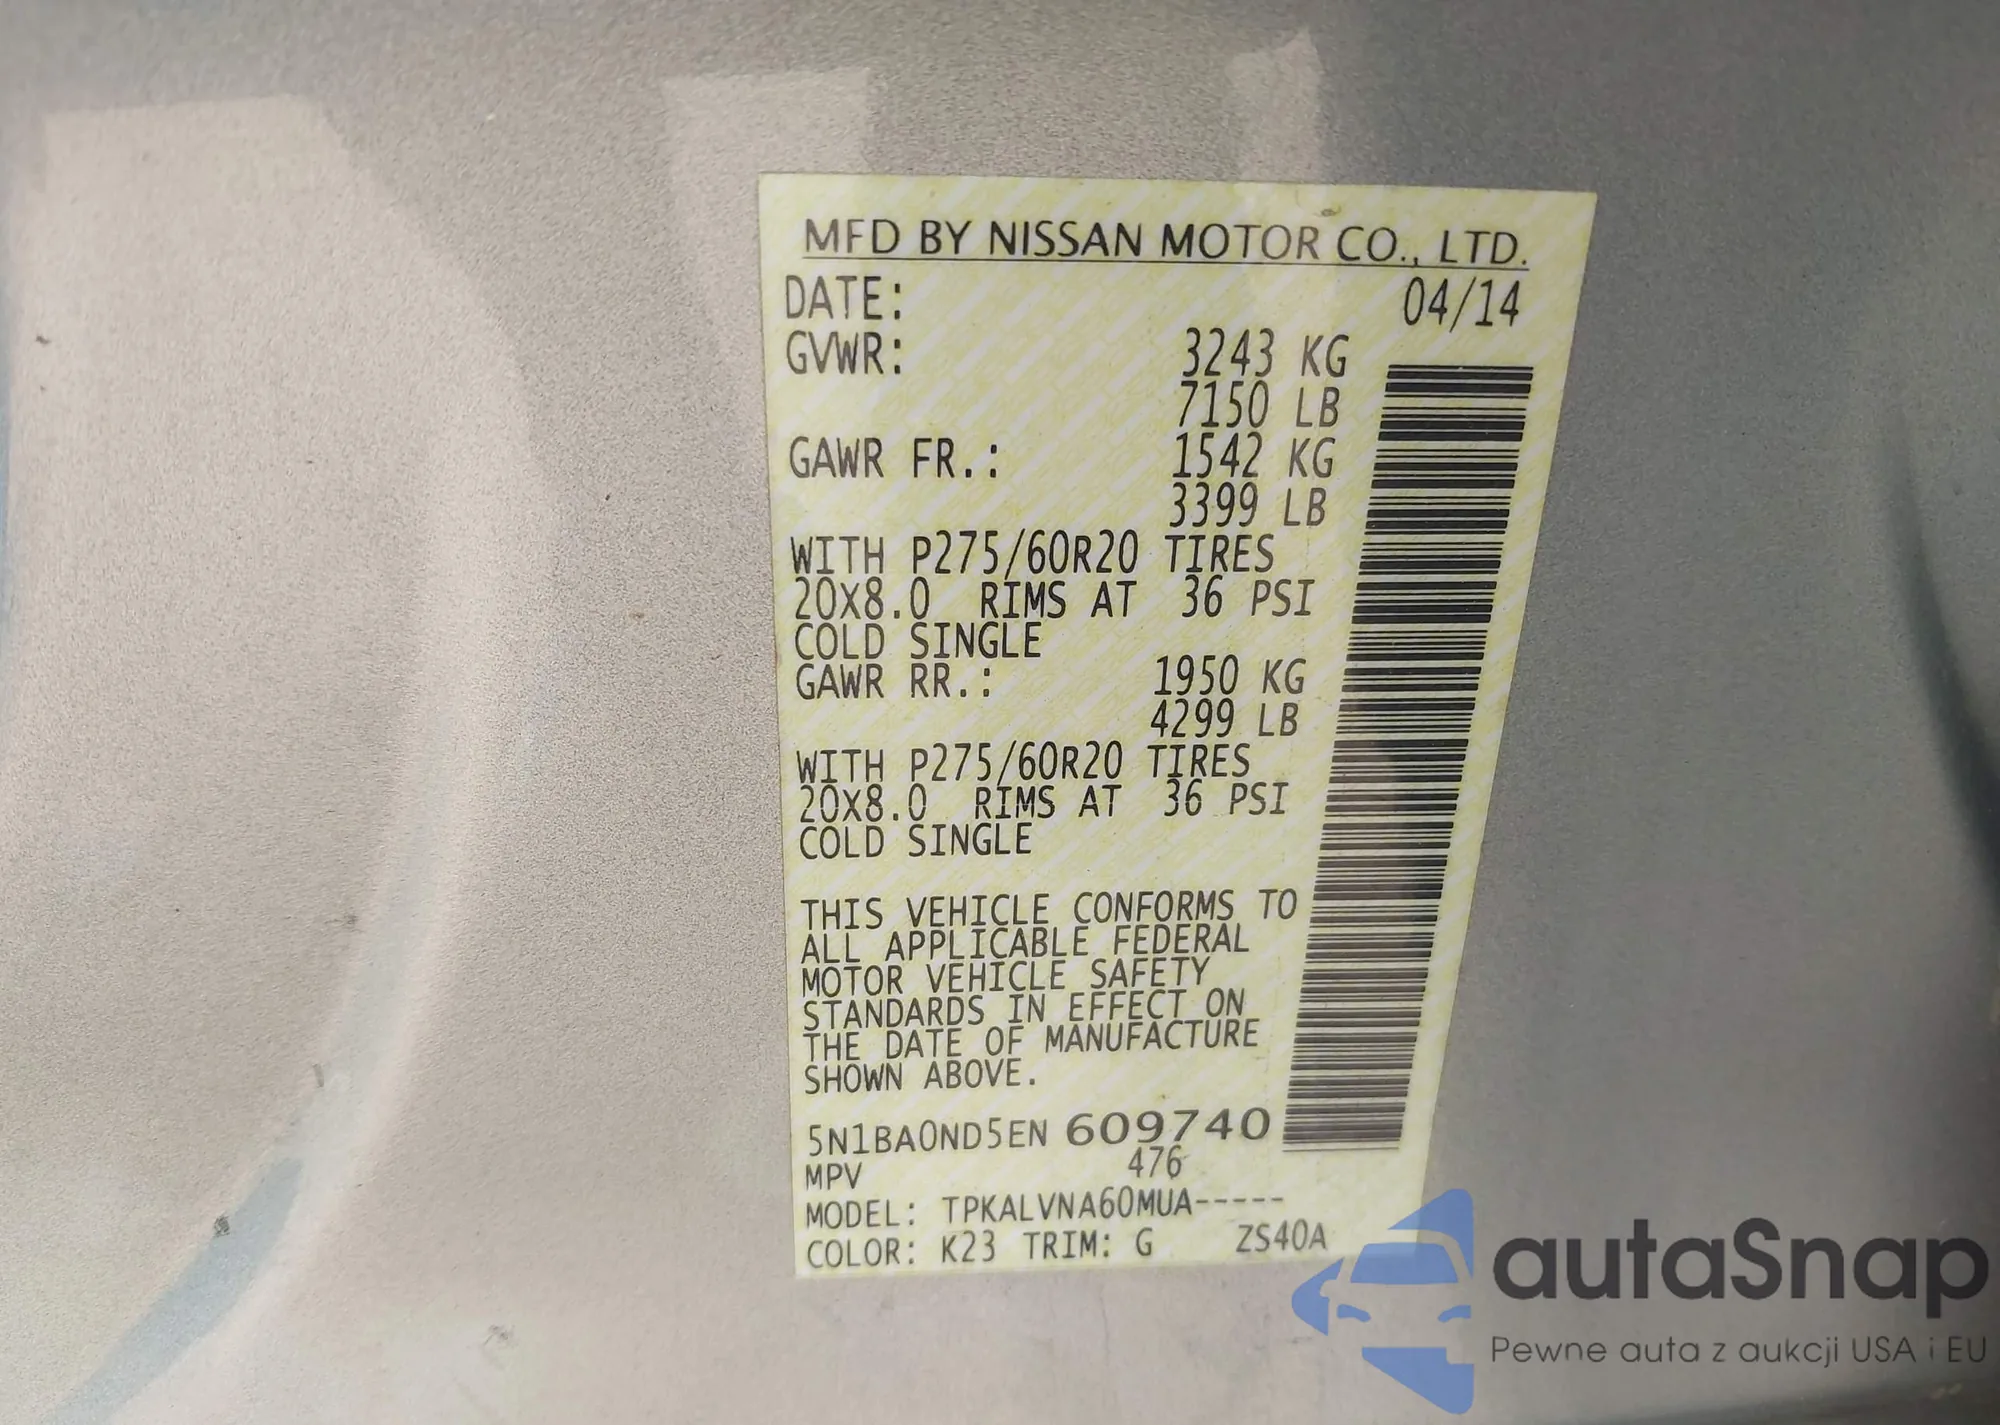 MFD BY NISSAN MOTOR CO., LTD.
DATE: 04/14
GVWR: 3243 KG
7150 LB
GAWR FR.: 1542 KG
3399 LB
WITH P275/60R20 TIRES
20X8.0 RIMS AT 36 PSI
COLD SINGLE
GAWR RR.: 1950 KG
4299 LB
WITH P275/60R20 TIRES
20X8.0 RIMS AT 36 PSI
COLD SINGLE
THIS VEHICLE CONFORMS TO
ALL APPLICABLE FEDERAL
MOTOR VEHICLE SAFETY
STANDARDS IN EFFECT ON
THE DATE OF MANUFACTURE
SHOWN ABOVE.
5N1BA0ND5EN 609740
MPV 476
MODEL: TPKALVNA60MUA-----
COLOR: K23 TRIM: G ZS40A
autaSnap
Pewne auta z aukcji USA i EU